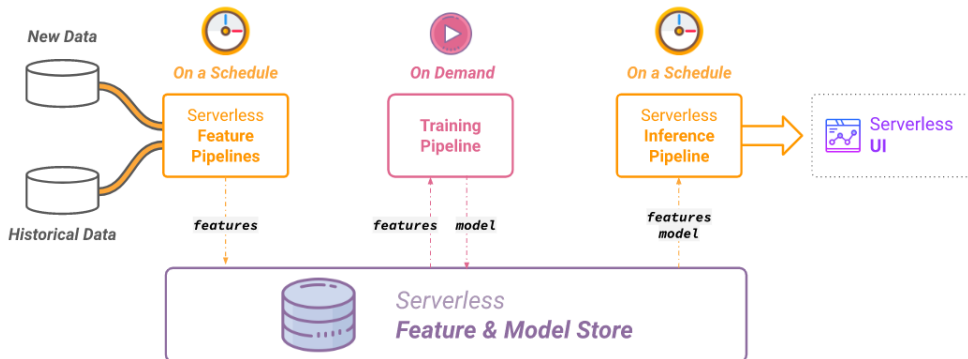 New Data
Historical Data
On a Schedule
Serverless
Feature
Pipelines
On Demand
Training
Pipeline
On a Schedule
Serverless
Inference
Pipeline
Serverless
UI
features
features
model
features
model
Serverless
Feature & Model Store